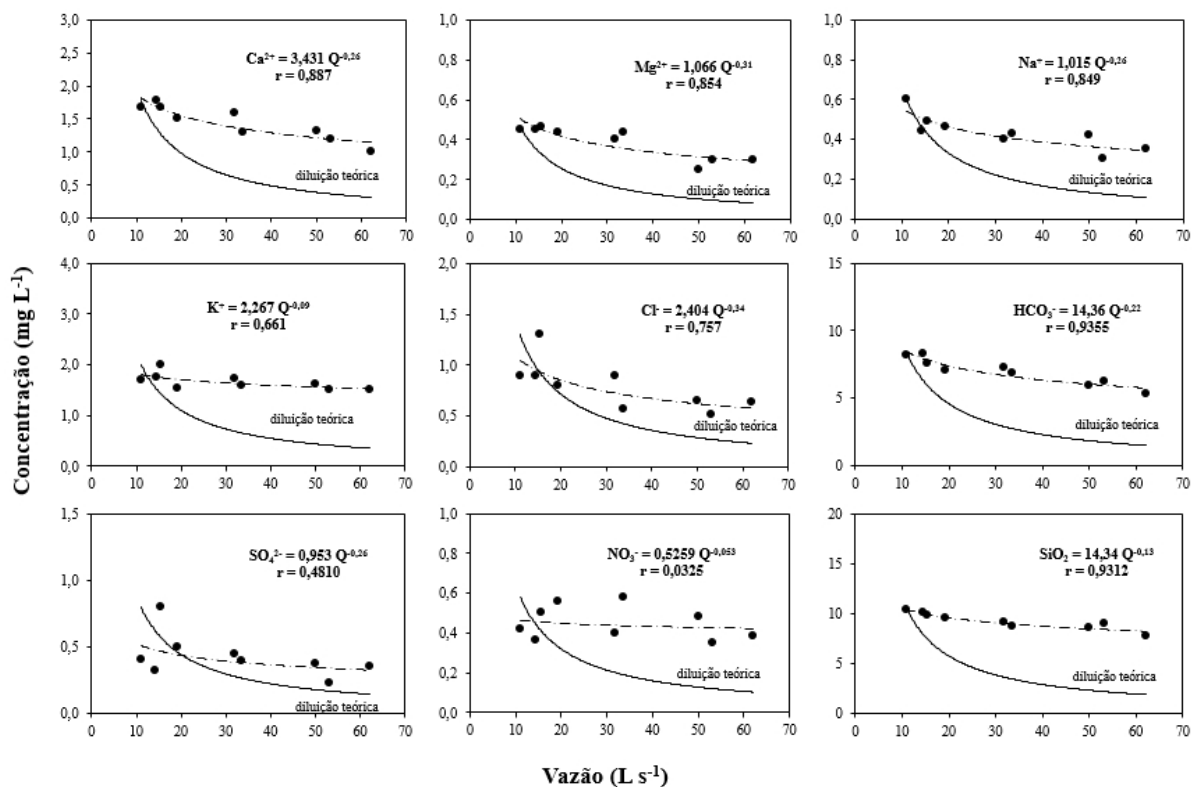 Concentração (mg L⁻¹)
3,0
2,5
2,0
1,5
1,0
0,5
0,0
Ca²⁺ = 3,431 Q⁻⁰,²⁶
r = 0,887
diluição teórica
0 10 20 30 40 50 60 70
1,0
0,8
0,6
0,4
0,2
0,0
Mg²⁺ = 1,066 Q⁻⁰,³¹
r = 0,854
diluição teórica
0 10 20 30 40 50 60 70
1,0
0,8
0,6
0,4
0,2
0,0
Na⁺ = 1,015 Q⁻⁰,²⁶
r = 0,849
diluição teórica
0 10 20 30 40 50 60 70
4,0
3,0
2,0
1,0
0,0
K⁺ = 2,267 Q⁻⁰,⁰⁹
r = 0,661
diluição teórica
0 10 20 30 40 50 60 70
2,0
1,5
1,0
0,5
0,0
Cl⁻ = 2,404 Q⁻⁰,³⁴
r = 0,757
diluição teórica
0 10 20 30 40 50 60 70
15
10
5
0
HCO₃⁻ = 14,36 Q⁻⁰,²²
r = 0,9355
diluição teórica
0 10 20 30 40 50 60 70
1,5
1,0
0,5
0,0
SO₄²⁻ = 0,953 Q⁻⁰,²⁶
r = 0,4810
diluição teórica
0 10 20 30 40 50 60 70
1,0
0,8
0,6
0,4
0,2
0,0
NO₃⁻ = 0,5259 Q⁻⁰,⁰⁵³
r = 0,0325
diluição teórica
0 10 20 30 40 50 60 70
20
15
10
5
0
SiO₂ = 14,34 Q⁻⁰,¹³
r = 0,9312
diluição teórica
0 10 20 30 40 50 60 70
Vazão (L s⁻¹)